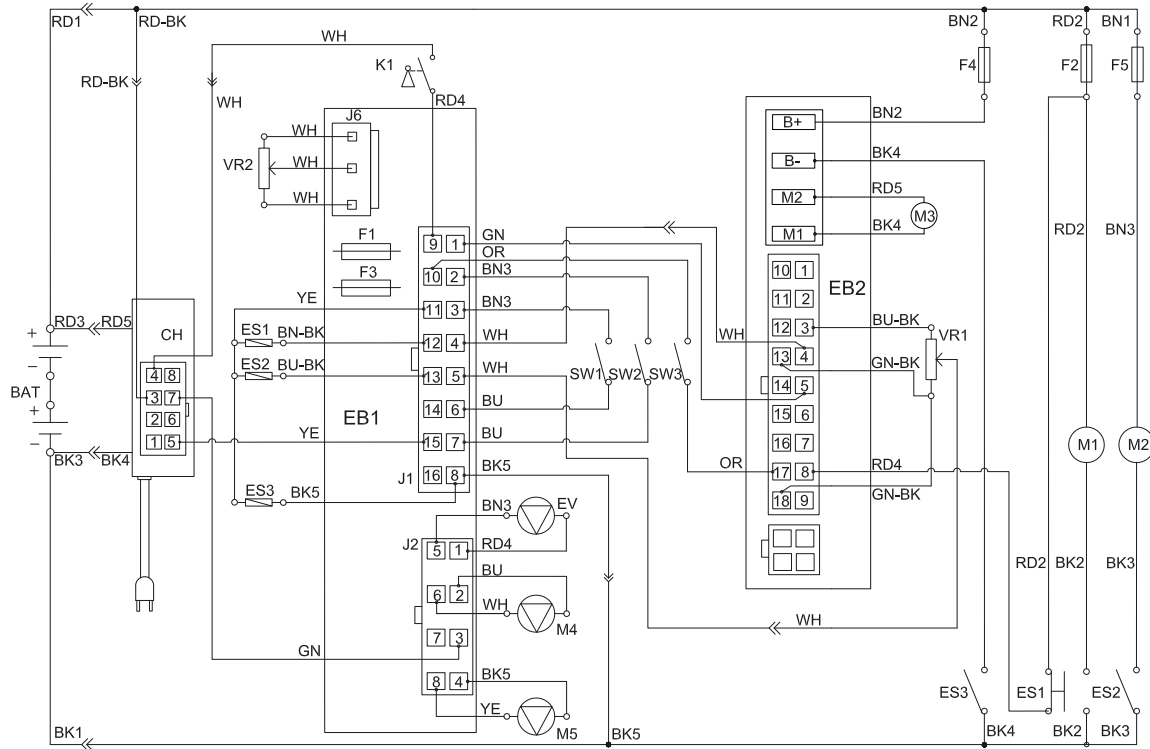 RD1 RD-BK BN2 RD2 BN1
WH
K1
F4 F2 F5
RD-BK
WH RD4
J6
WH
B+ BN2
VR2 WH
B- BK4
WH
M2 RD5
M3
M1 BK4
F1 9 1 GN
OR
RD2 BN3
10 2 BN3
10 1
F3
EB2
11 2
YE 11 3 BN3
RD3 RD5 CH
12 3 BU-BK
+
ES1 BN-BK 12 4 WH
WH VR1
13 4
GN-BK
4 8
ES2 BU-BK 13 5 WH
SW1 SW2 SW3
14 5
BAT
3 7
+
EB1 14 6 BU
15 6
2 6
1 5 YE 15 7 BU
16 7
M1 M2
BK3 BK4
OR 17 8 RD4
J1 16 8 BK5
ES3 BK5
18 9 GN-BK
BN3 EV
J2 5 1 RD4
RD2 BK2 BK3
BU
6 2
WH
M4
WH
7 3
GN
8 4 BK5
ES3 ES1 ES2
YE
M5
BK1 BK5 BK4 BK2 BK3